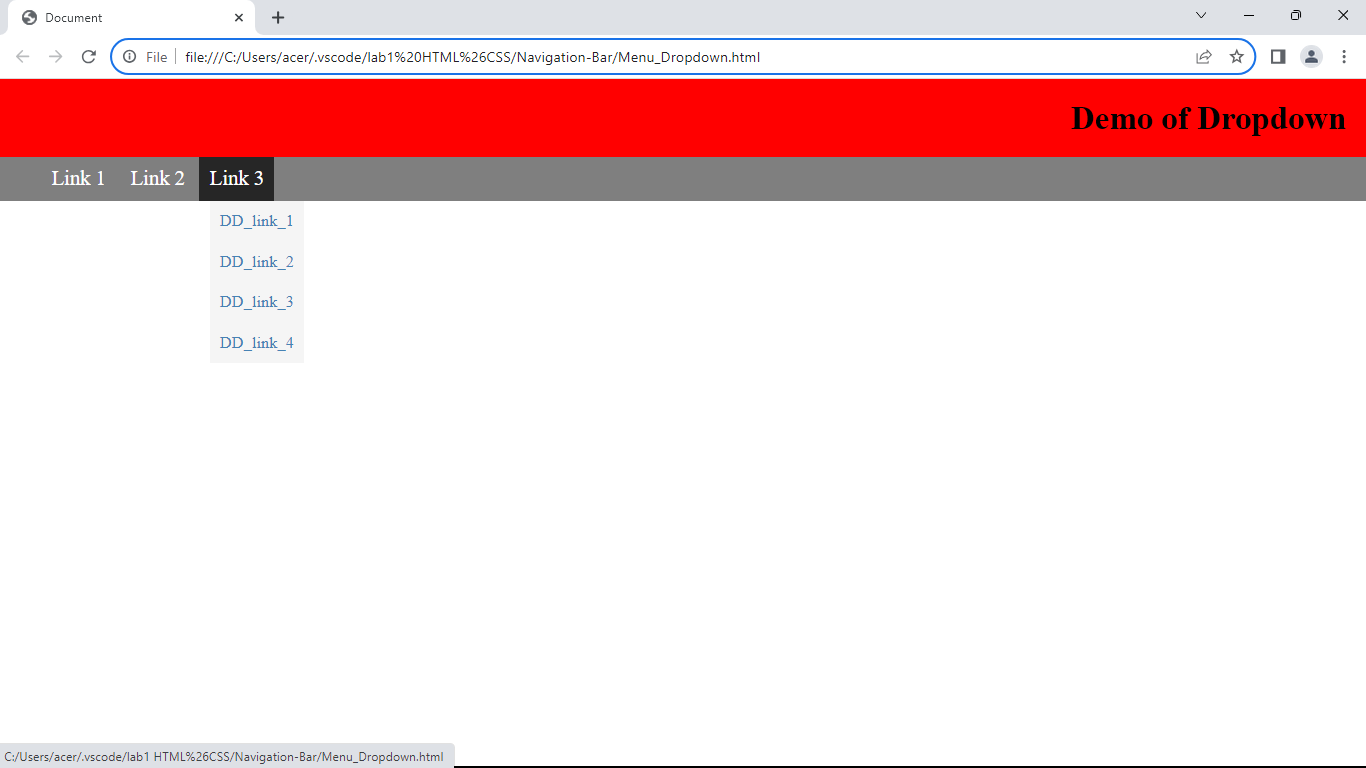 Document
File
file:///C:/Users/acer/.vscode/lab1%20HTML%26CSS/Navigation-Bar/Menu_Dropdown.html
Demo of Dropdown
Link 1 Link 2 Link 3
DD_link_1
DD_link_2
DD_link_3
DD_link_4
C:/Users/acer/.vscode/lab1 HTML%26CSS/Navigation-Bar/Menu_Dropdown.html